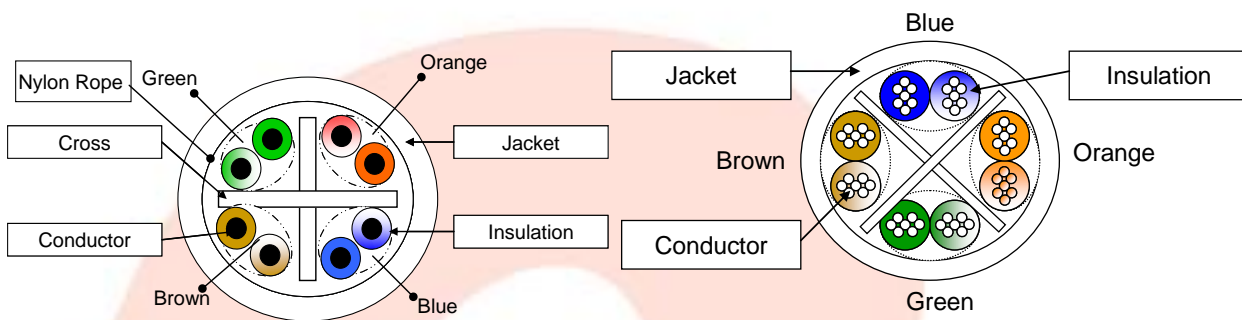 Nylon Rope
Green
Orange
Cross
Jacket
Conductor
Insulation
Brown
Blue
Blue
Jacket
Insulation
Brown
Orange
Conductor
Green